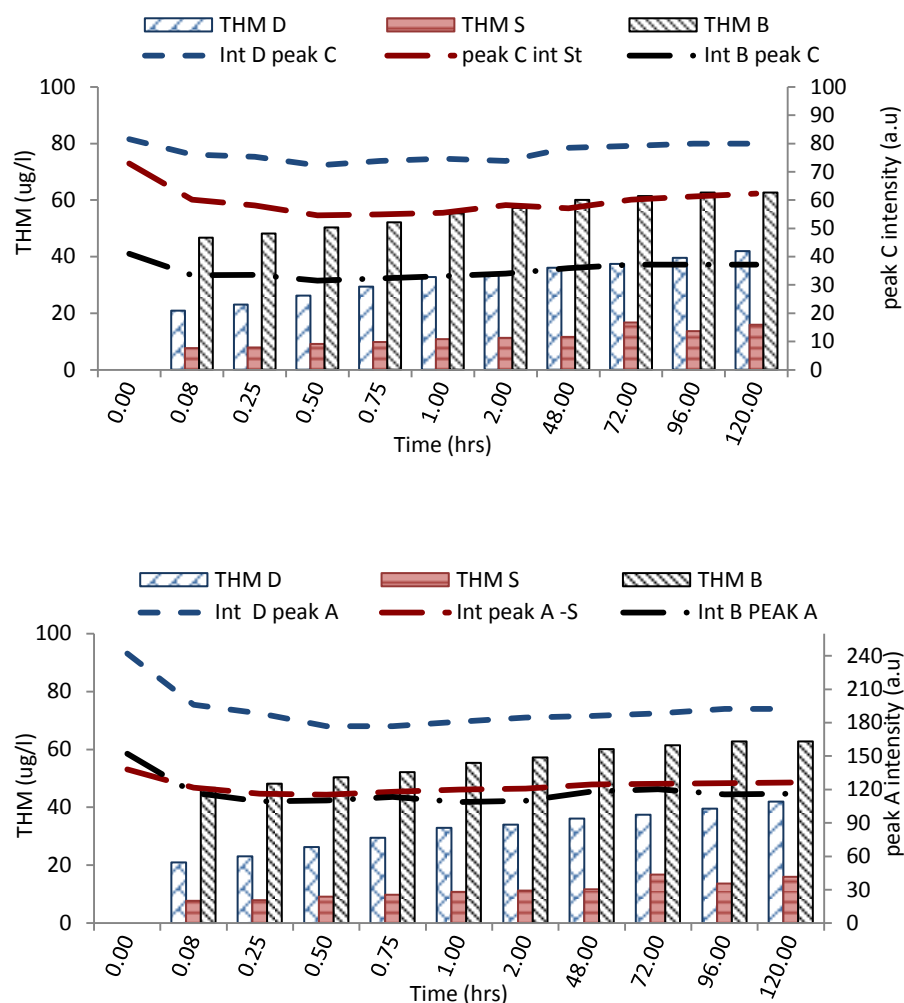 THM D THM S THM B
Int D peak C peak C int St Int B peak C
100 100
90
80 80
70
60 60
50
40 40
30
20 20
10
0 0
THM (ug/l)
peak C intensity (a.u)
0.00 0.08 0.25 0.50 0.75 1.00 2.00 48.00 72.00 96.00 120.00
Time (hrs)
THM D THM S THM B
Int D peak A Int peak A -S Int B PEAK A
100
240
80
210
180
60
150
120
40
90
60
20
30
0 0
THM (ug/l)
peak A intensity (a.u)
0.00 0.08 0.25 0.50 0.75 1.00 2.00 48.00 72.00 96.00 120.00
Time (hrs)